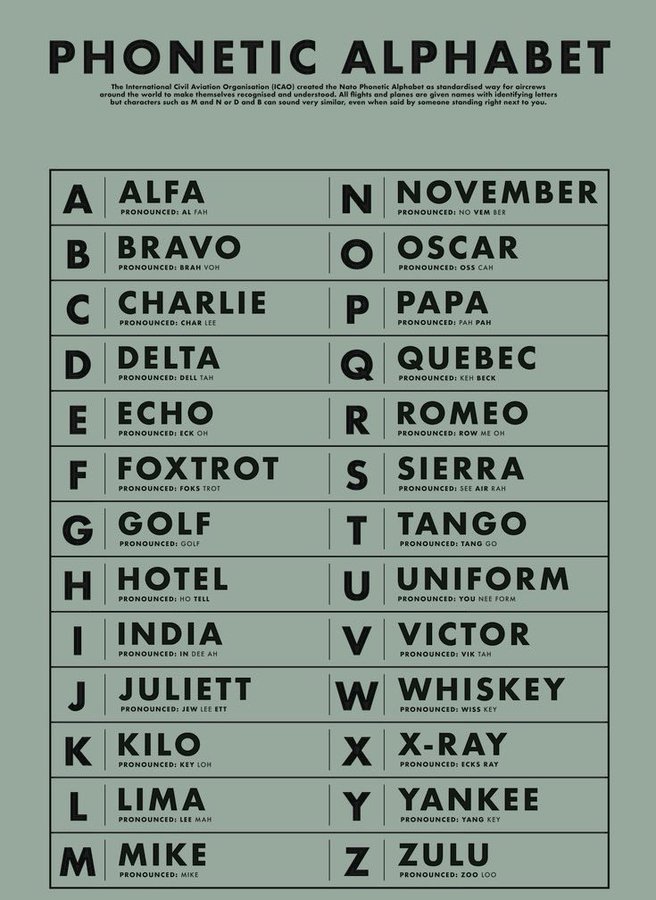 PHONETIC ALPHABET
The International Civil Aviation Organisation (ICAO) created the Nato Phonetic Alphabet as standardised way for aircrews
around the world to make themselves recognised and understood. All flights and planes are given names with identifying letters
but characters such as M and N or D and B can sound very similar, even when said by someone standing right next to you.
A ALFA
PRONOUNCED: AL FAH
B BRAVO
PRONOUNCED: BRAH VOH
C CHARLIE
PRONOUNCED: CHAR LEE
D DELTA
PRONOUNCED: DELL TAH
E ECHO
PRONOUNCED: ECK OH
F FOXTROT
PRONOUNCED: FOKS TROT
G GOLF
PRONOUNCED: GOLF
H HOTEL
PRONOUNCED: HO TELL
I INDIA
PRONOUNCED: IN DEE AH
J JULIETT
PRONOUNCED: JEW LEE ETT
K KILO
PRONOUNCED: KEY LOH
L LIMA
PRONOUNCED: LEE MAH
M MIKE
PRONOUNCED: MIKE
N NOVEMBER
PRONOUNCED: NO VEM BER
O OSCAR
PRONOUNCED: OSS CAH
P PAPA
PRONOUNCED: PAH PAH
Q QUEBEC
PRONOUNCED: KEH BECK
R ROMEO
PRONOUNCED: ROW ME OH
S SIERRA
PRONOUNCED: SEE AIR RAH
T TANGO
PRONOUNCED: TANG GO
U UNIFORM
PRONOUNCED: YOU NEE FORM
V VICTOR
PRONOUNCED: VIK TAH
W WHISKEY
PRONOUNCED: WISS KEY
X X-RAY
PRONOUNCED: ECKS RAY
Y YANKEE
PRONOUNCED: YANG KEY
Z ZULU
PRONOUNCED: ZOO LOO